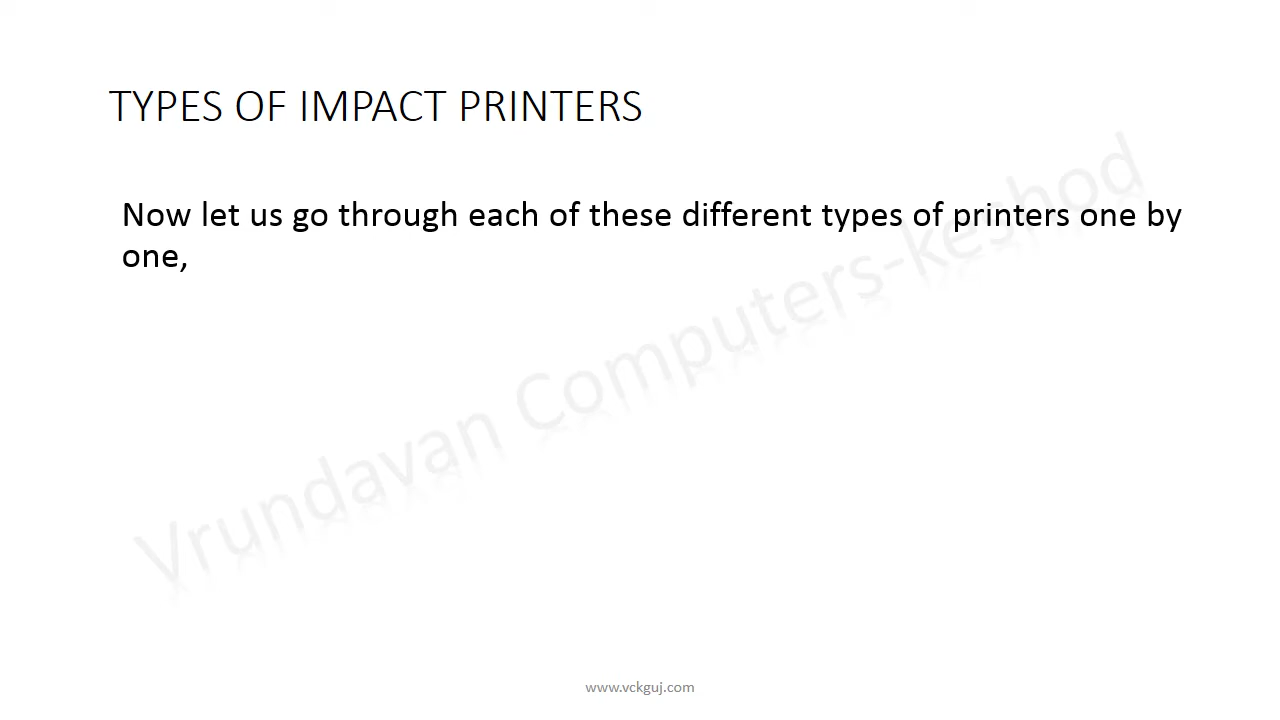 TYPES OF IMPACT PRINTERS
Now let us go through each of these different types of printers one by
one,
Vrundavan Computers-keshod
www.vckguj.com